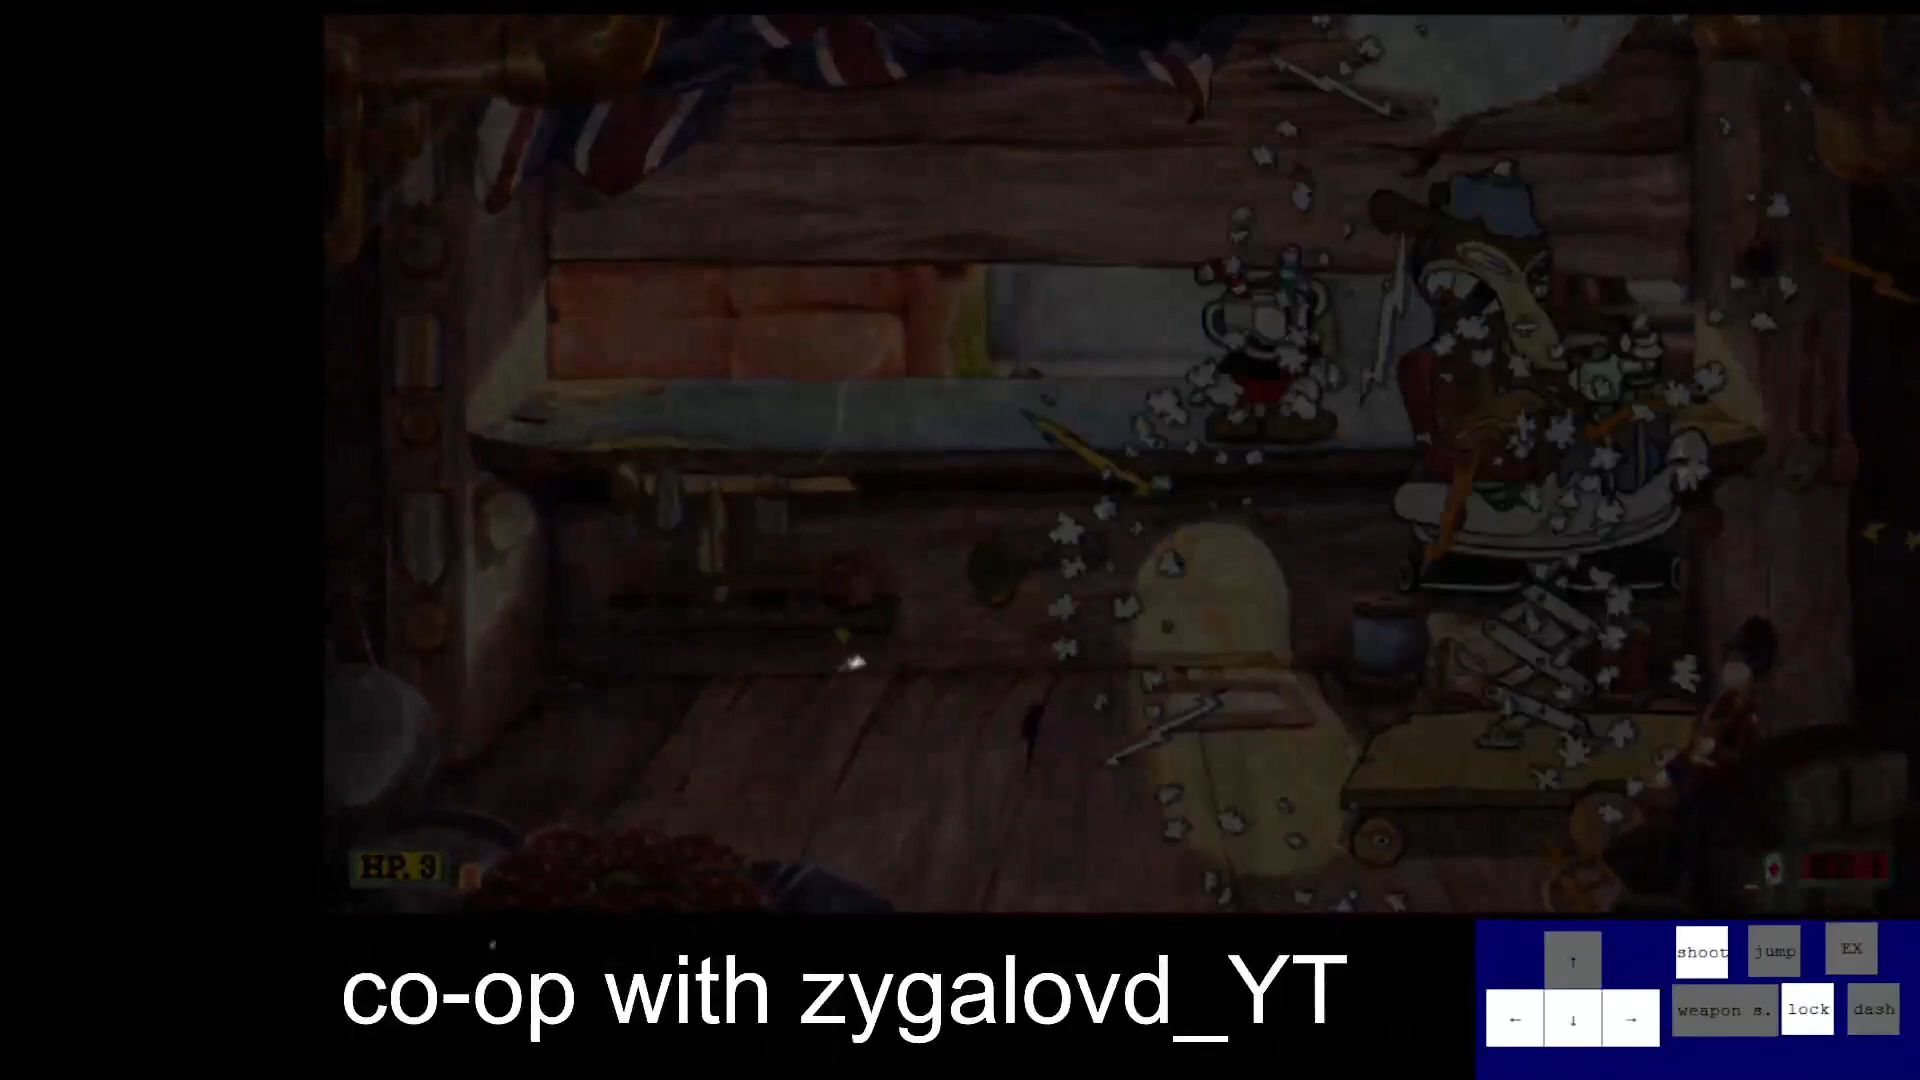 HP. 3
co-op with zygalovd_YT
↑
shoot
jump
EX
←
↓
→
weapon s.
lock
dash